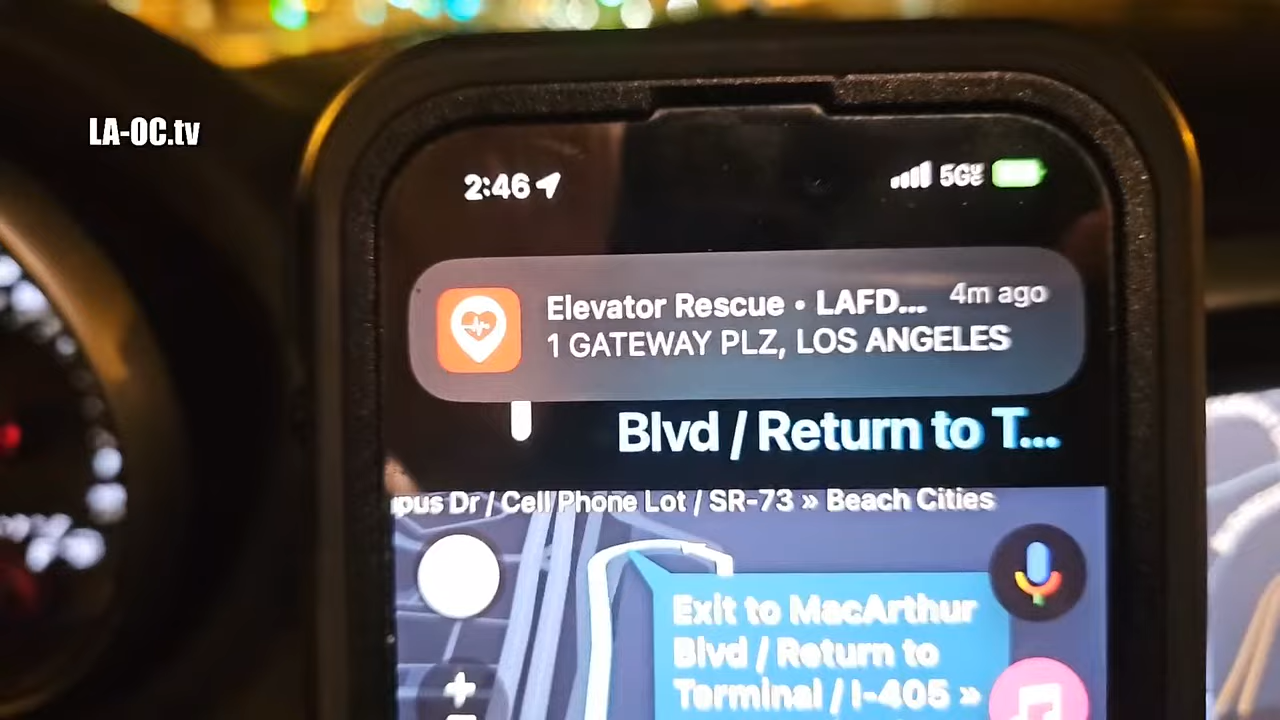 LA-OC.tv
2:46 5G
Elevator Rescue • LAFD... 4m ago
1 GATEWAY PLZ, LOS ANGELES
Blvd / Return to T...
pus Dr / Cell Phone Lot / SR-73 » Beach Cities
Exit to MacArthur
Blvd / Return to
Terminal / I-405 »
+